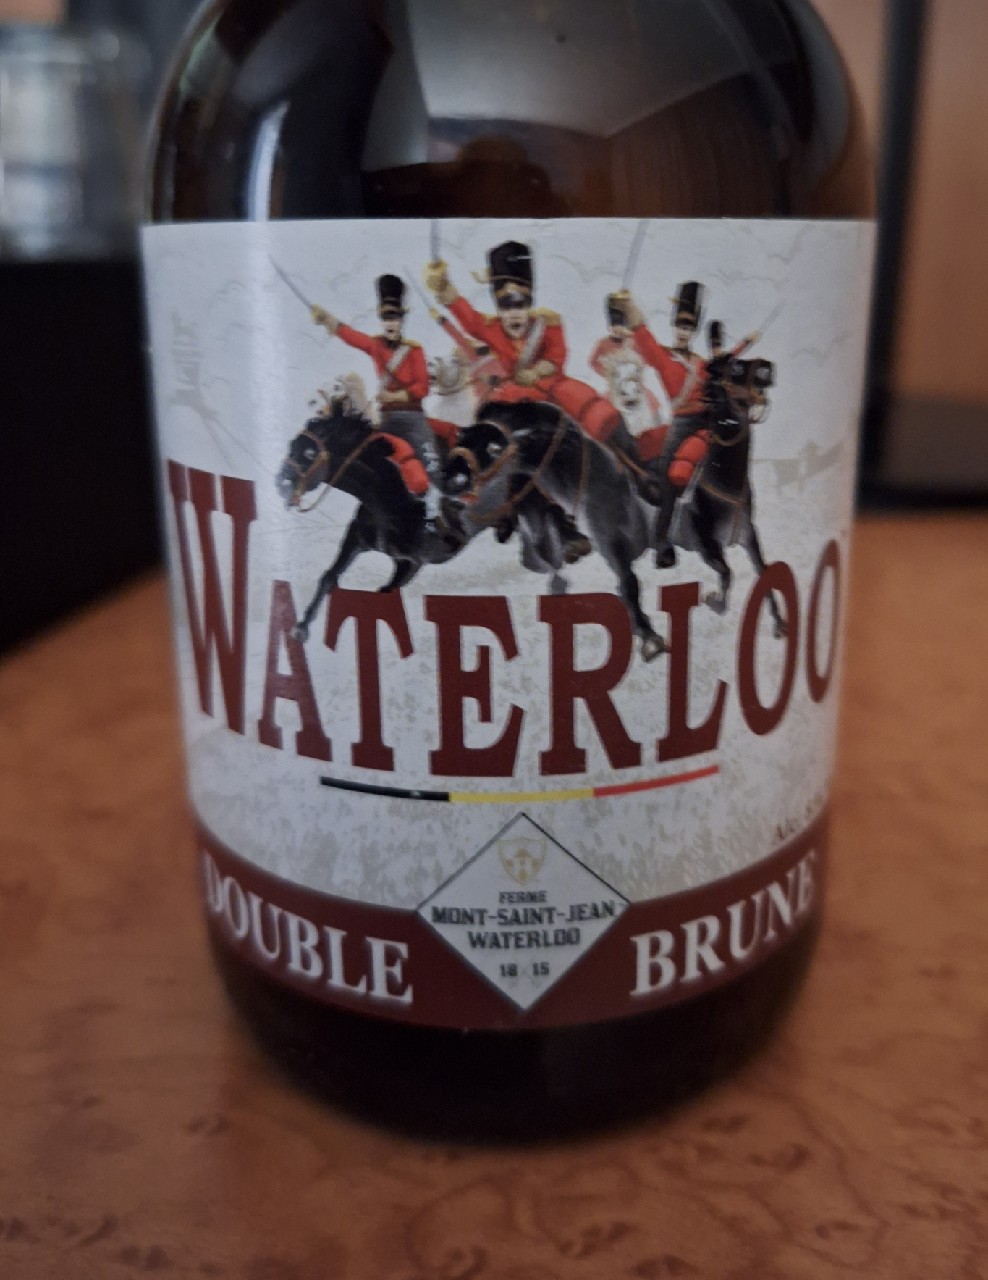 WATERLOO
FERME
MONT-SAINT-JEAN
WATERLOO
18 15
DOUBLE BRUNE